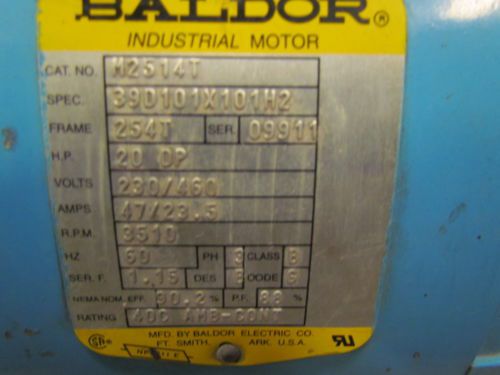 BALDOR ®
INDUSTRIAL MOTOR
CAT. NO. M2514T
SPEC. 39D101X101H2
FRAME 254T SER. 09911
H.P. 20 OP
VOLTS 230/460
AMPS 47/23.5
R.P.M. 3510
HZ 60 PH 3 CLASS B
SER. F. 1.15 DES B CODE G
NEMA NOM. EFF. 90.2 % P.F. 88 %
RATING 40C AMB-CONT
MFD. BY BALDOR ELECTRIC CO.
FT. SMITH, ARK. U.S.A.